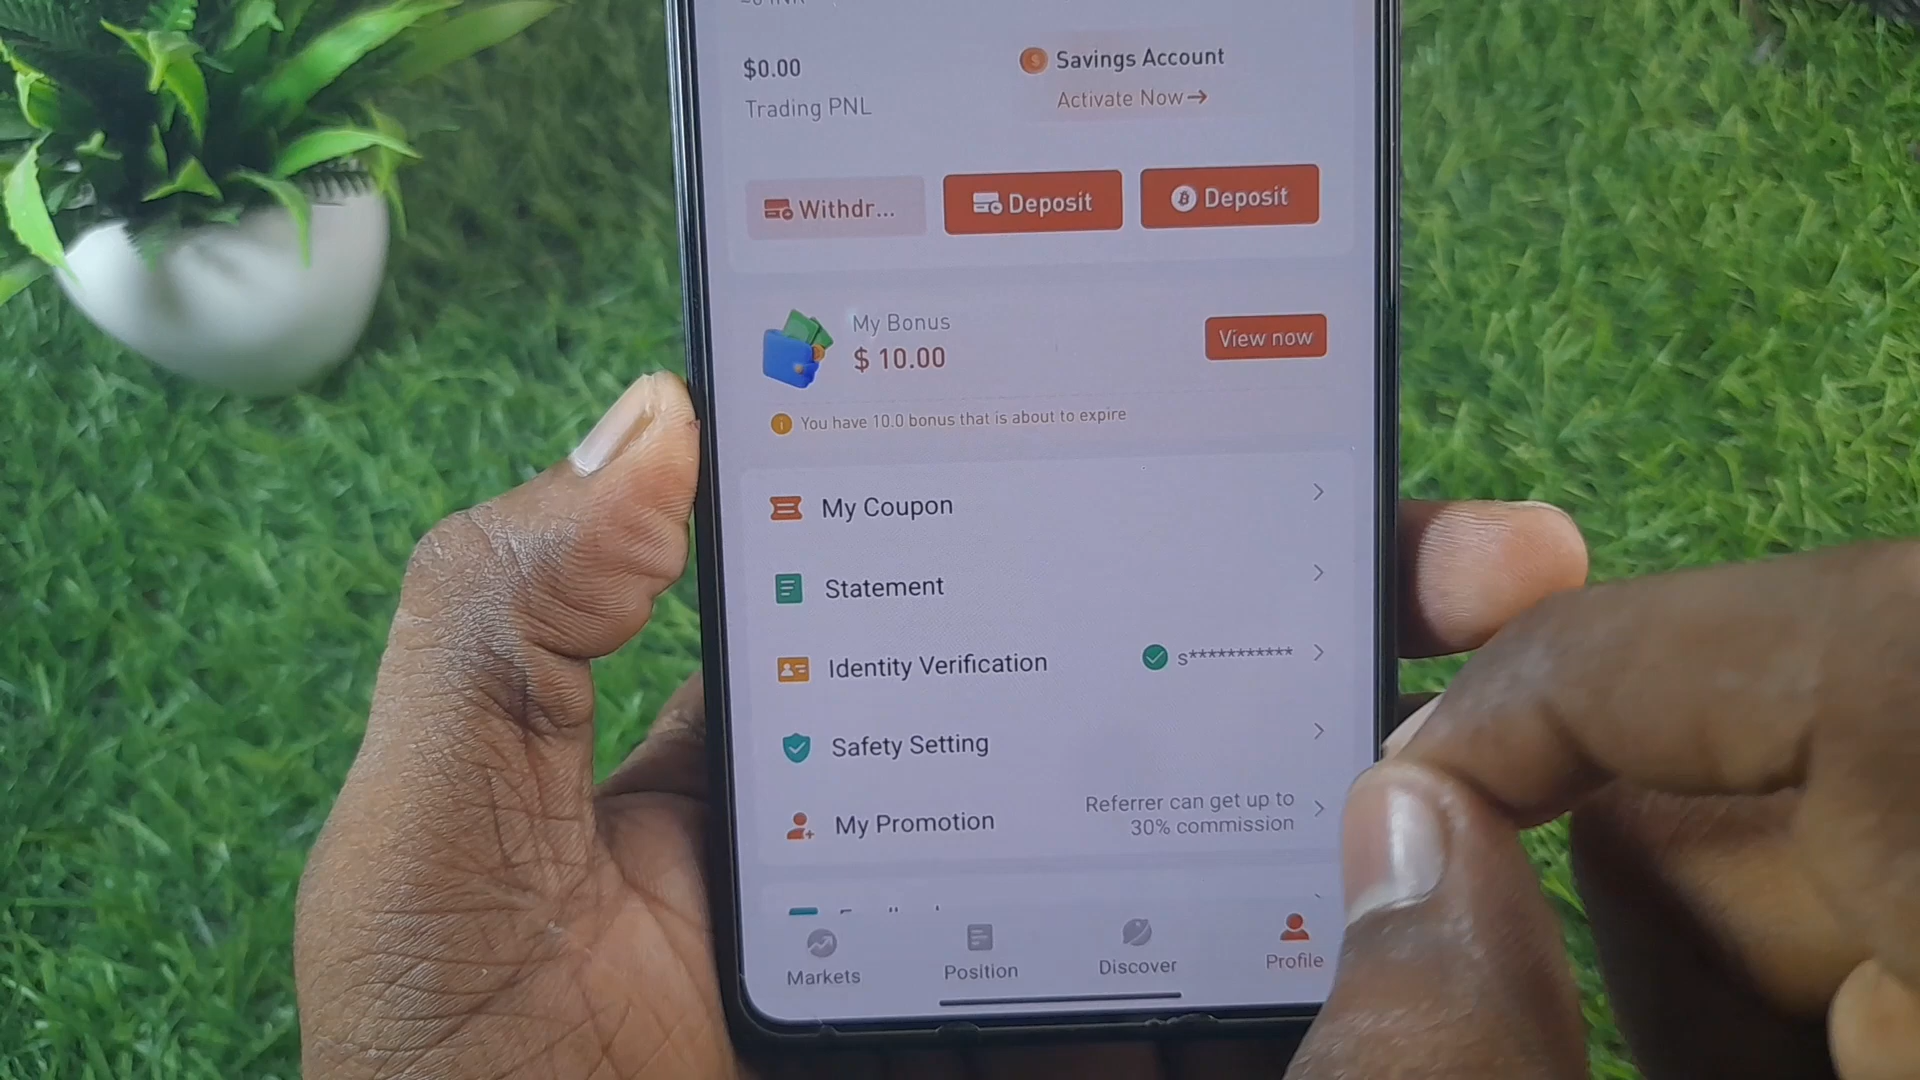 $0.00
Trading PNL
Savings Account
Activate Now→
Withdr...
Deposit
Deposit
My Bonus
$ 10.00
View now
You have 10.0 bonus that is about to expire
My Coupon
Statement
Identity Verification
s***********
Safety Setting
My Promotion
Referrer can get up to
30% commission
Markets
Position
Discover
Profile